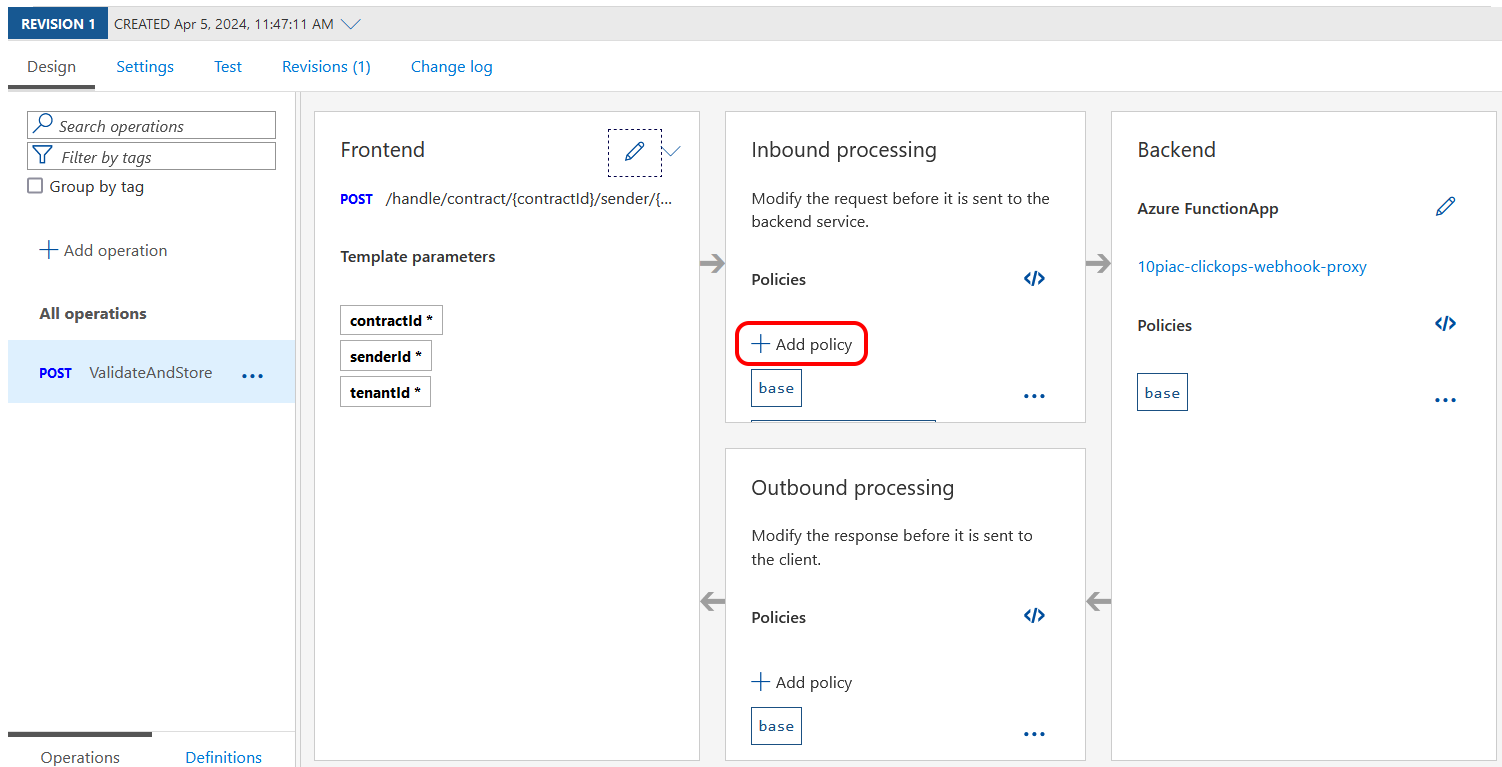 REVISION 1 CREATED Apr 5, 2024, 11:47:11 AM
Design Settings Test Revisions (1) Change log
Search operations
Filter by tags
Group by tag
Add operation
All operations
POST ValidateAndStore ...
Operations Definitions
Frontend
POST /handle/contract/{contractId}/sender/{...
Template parameters
contractId *
senderId *
tenantId *
Inbound processing
Modify the request before it is sent to the
backend service.
Policies </>
+ Add policy
base ...
Outbound processing
Modify the response before it is sent to
the client.
Policies </>
+ Add policy
base ...
Backend
Azure FunctionApp
10piac-clickops-webhook-proxy
Policies </>
base ...